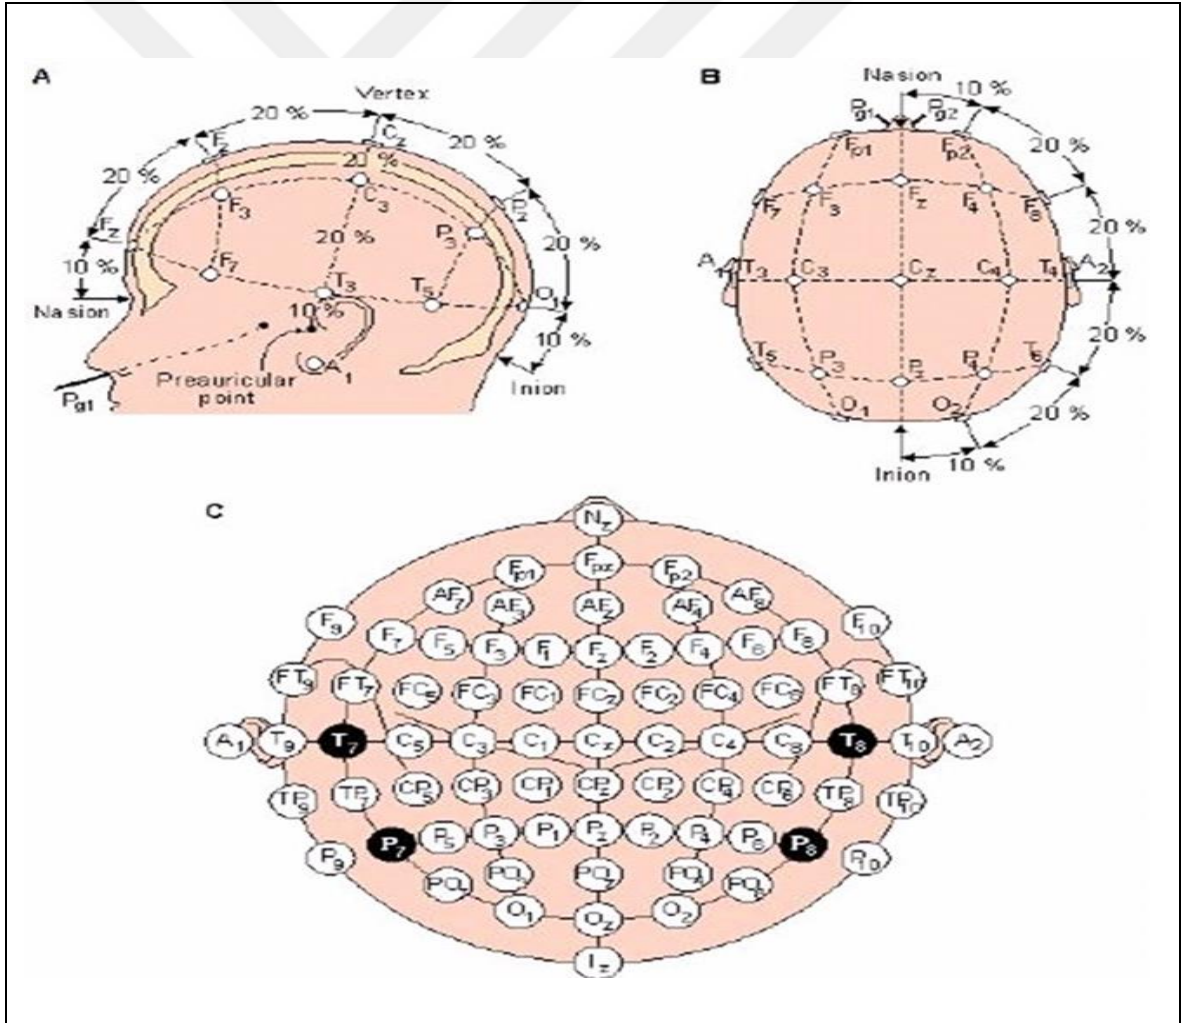 A
Vertex
20 %
Cz
20 %
Fz
20 %
20 %
C3
F3
Pz
P3
20 %
20 %
Fz
10 %
F7
T3
T5
O1
Nasion
10 %
10 %
A1
Preauricular
point
Inion
Pg1
B
Nasion
10 %
Pg1
Pg2
Fp1
Fp2
20 %
F7
F3
Fz
F4
F8
20 %
A1
T3
C3
Cz
C4
T4
A2
20 %
T5
P3
Pz
P4
T6
O1
O2
20 %
10 %
Inion
C
Nz
Fp1 Fpz Fp2
AF7 AF3 AFz AF4 AF8
F9 F7 F5 F3 F1 Fz F2 F4 F6 F8 F10
FT9 FT7 FC5 FC3 FC1 FCz FC2 FC4 FC6 FT8 FT10
A1 T9 T7 C5 C3 C1 Cz C2 C4 C6 T8 T10 A2
TP9 TP7 CP5 CP3 CP1 CPz CP2 CP4 CP6 TP8 TP10
P9 P7 P5 P3 P1 Pz P2 P4 P6 P8 P10
PO7 PO3 POz PO4 PO8
O1 Oz O2
Iz